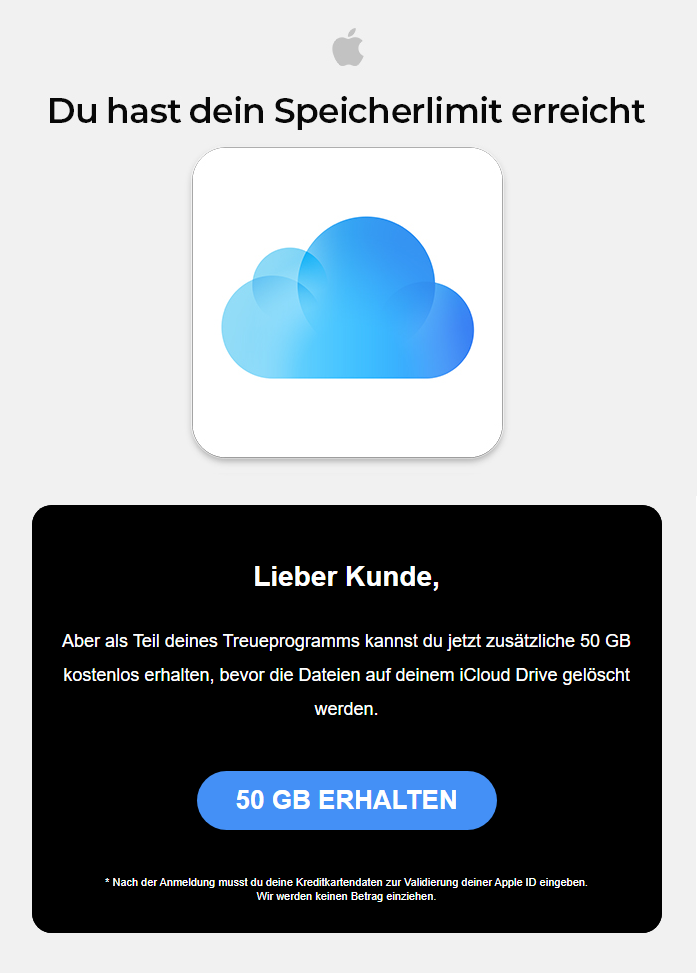 Du hast dein Speicherlimit erreicht
Lieber Kunde,
Aber als Teil deines Treueprogramms kannst du jetzt zusätzliche 50 GB
kostenlos erhalten, bevor die Dateien auf deinem iCloud Drive gelöscht
werden.
50 GB ERHALTEN
* Nach der Anmeldung musst du deine Kreditkartendaten zur Validierung deiner Apple ID eingeben.
Wir werden keinen Betrag einziehen.